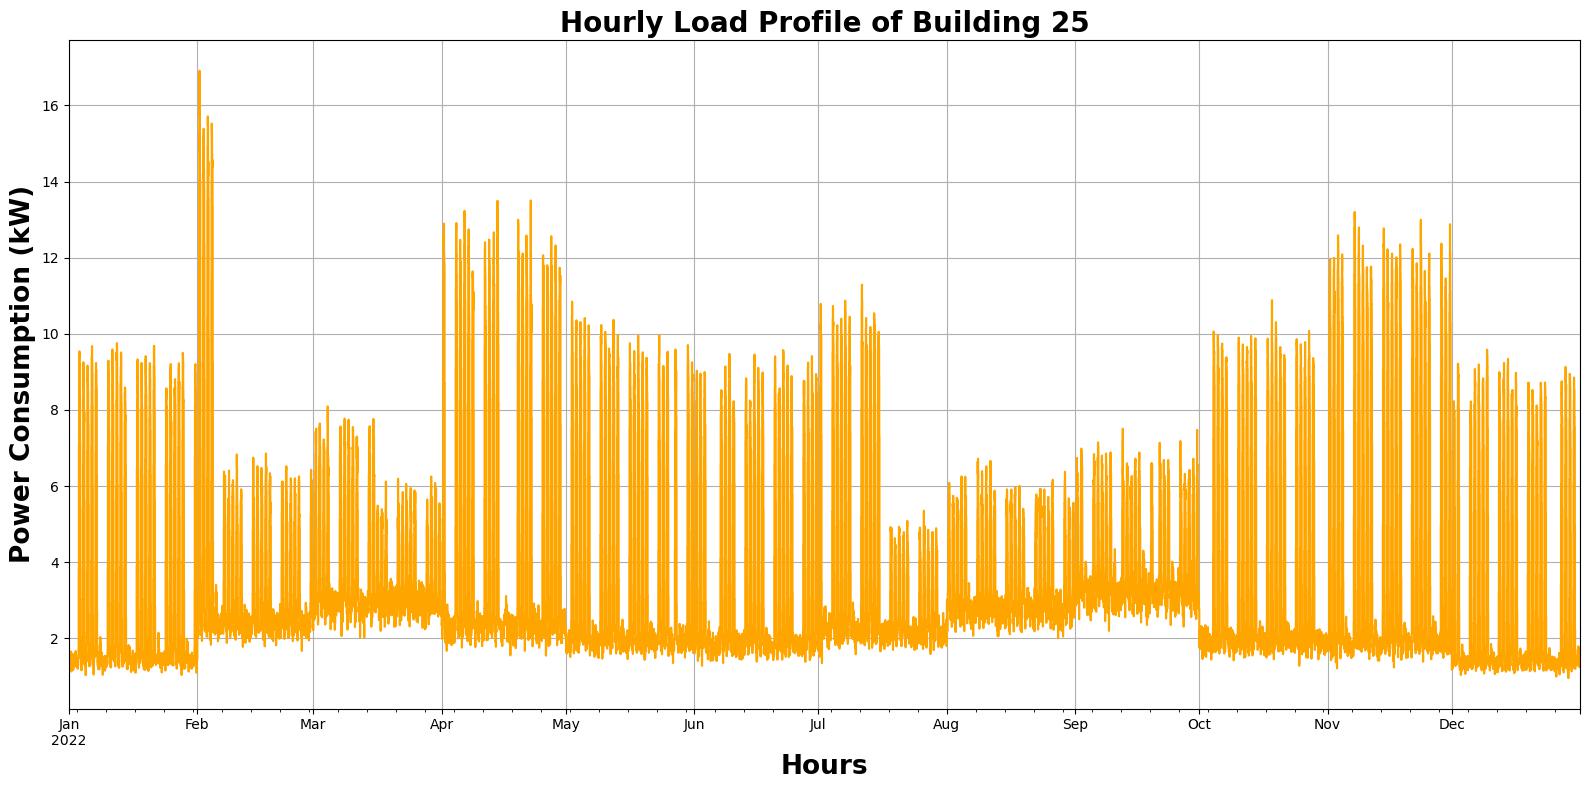 Hourly Load Profile of Building 25
Power Consumption (kW)
16
14
12
10
8
6
4
2
Jan Feb Mar Apr May Jun Jul Aug Sep Oct Nov Dec
2022
Hours